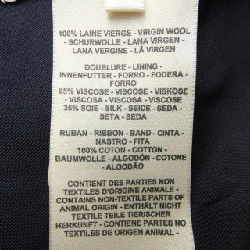 100% LAINE VIERGE - VIRGIN WOOL
- SCHURWOLLE - LANA VERGINE -
LANA VERGINE - LÃ VIRGEM
DOUBLURE - LINING -
INNENFUTTER - FORRO - FODERA -
FORRO
65% VISCOSE - VISCOSE - VISKOSE
- VISCOSA - VISCOSA - VISCOSE
35% SOIE - SILK - SEIDE - SEDA -
SETA - SEDA
RUBAN - RIBBON - BAND - CINTA -
NASTRO - FITA
100% COTON - COTTON -
BAUMWOLLE - ALGODÓN - COTONE
- ALGODÃO
CONTIENT DES PARTIES NON
TEXTILES D'ORIGINE ANIMALE -
CONTAINS NON-TEXTILE PARTS OF
ANIMAL ORIGIN - ENTHÄLT NICHT
TEXTILE TEILE TIERISCHER
HERKUNFT - CONTIENE PARTES NO
TEXTILES DE ORIGEN ANIMAL -